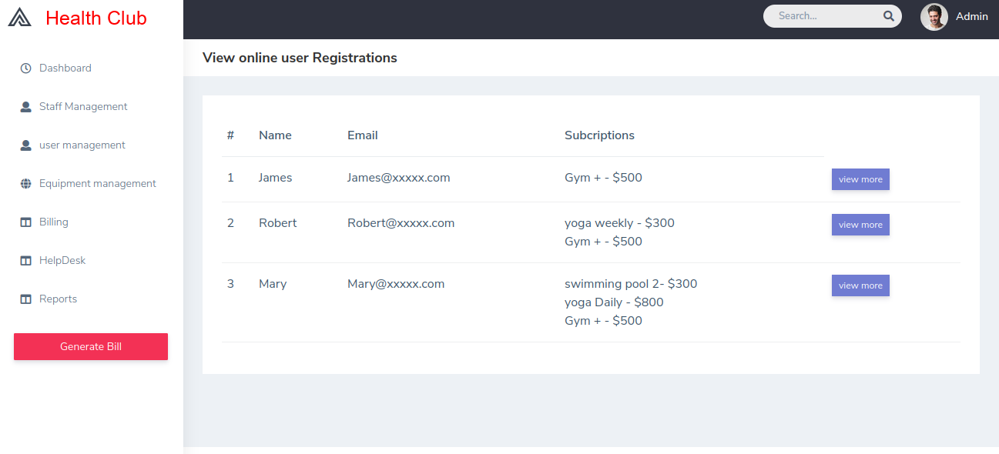 Health Club
Search...
Admin
Dashboard
Staff Management
user management
Equipment management
Billing
HelpDesk
Reports
Generate Bill
View online user Registrations
# Name Email Subcriptions
1 James James@xxxxx.com Gym + - $500 view more
2 Robert Robert@xxxxx.com yoga weekly - $300 view more
Gym + - $500
3 Mary Mary@xxxxx.com swimming pool 2- $300 view more
yoga Daily - $800
Gym + - $500